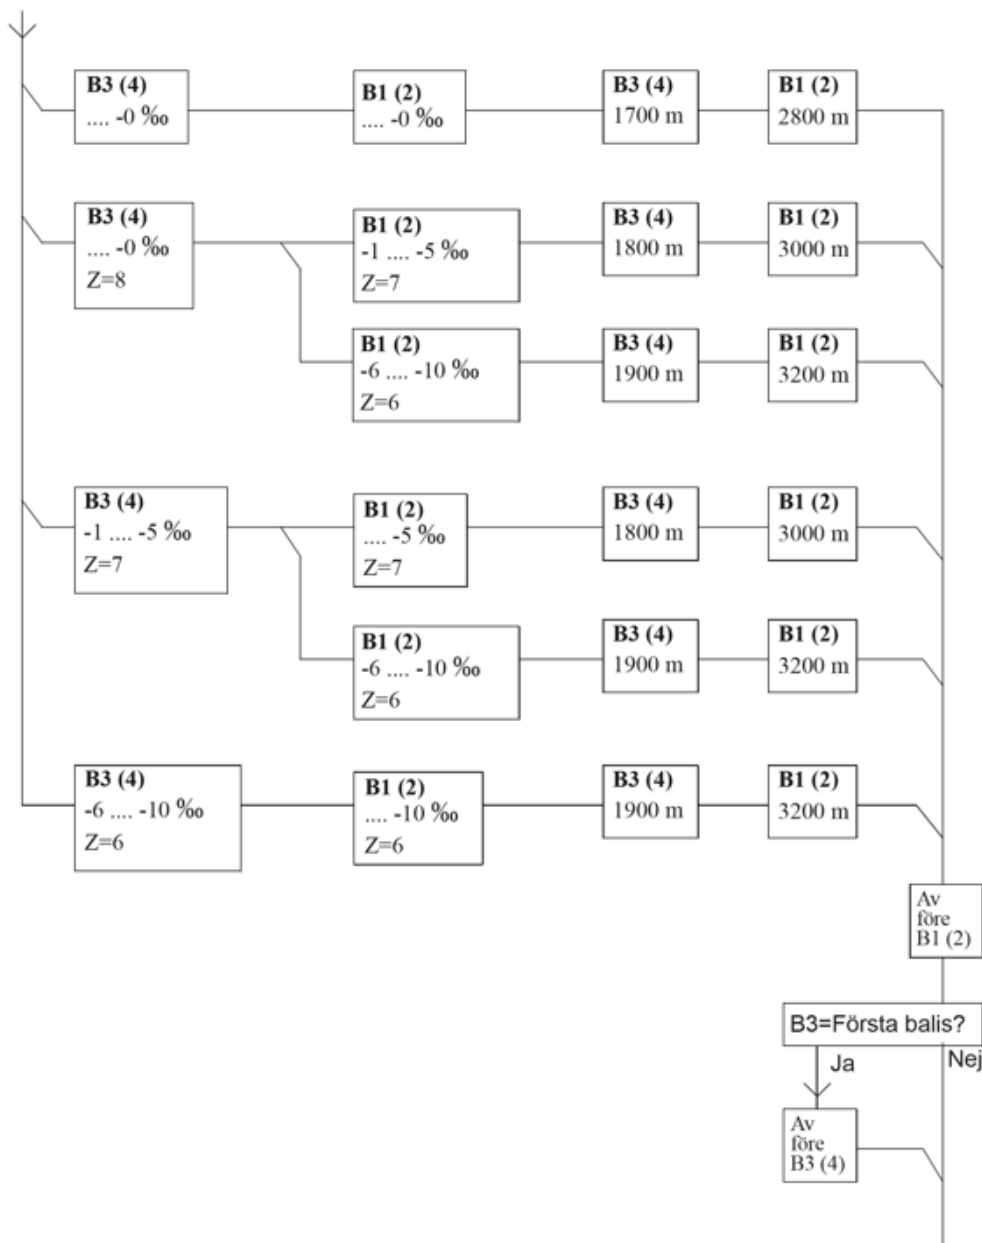 B3 (4)
.... -0 ‰
B1 (2)
.... -0 ‰
B3 (4)
1700 m
B1 (2)
2800 m
B3 (4)
.... -0 ‰
Z=8
B1 (2)
-1 .... -5 ‰
Z=7
B3 (4)
1800 m
B1 (2)
3000 m
B1 (2)
-6 .... -10 ‰
Z=6
B3 (4)
1900 m
B1 (2)
3200 m
B3 (4)
-1 .... -5 ‰
Z=7
B1 (2)
.... -5 ‰
Z=7
B3 (4)
1800 m
B1 (2)
3000 m
B1 (2)
-6 .... -10 ‰
Z=6
B3 (4)
1900 m
B1 (2)
3200 m
B3 (4)
-6 .... -10 ‰
Z=6
B1 (2)
.... -10 ‰
Z=6
B3 (4)
1900 m
B1 (2)
3200 m
Av
före
B1 (2)
B3=Första balis?
Ja
Nej
Av
före
B3 (4)